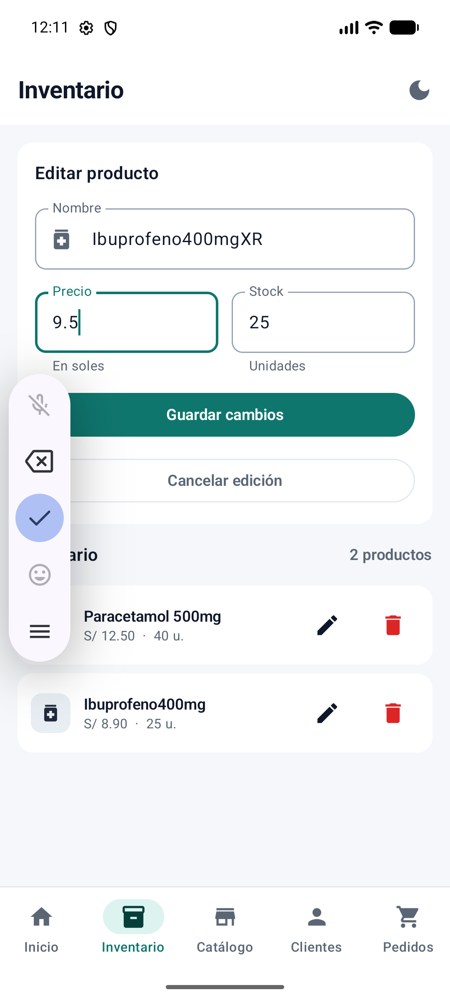 12:11
Inventario
Editar producto
Nombre
Ibuprofeno400mgXR
Precio
Stock
9.5
25
En soles
Unidades
Guardar cambios
Cancelar edición
ario
2 productos
Paracetamol 500mg
S/ 12.50 · 40 u.
Ibuprofeno400mg
S/ 8.90 · 25 u.
Inicio
Inventario
Catálogo
Clientes
Pedidos